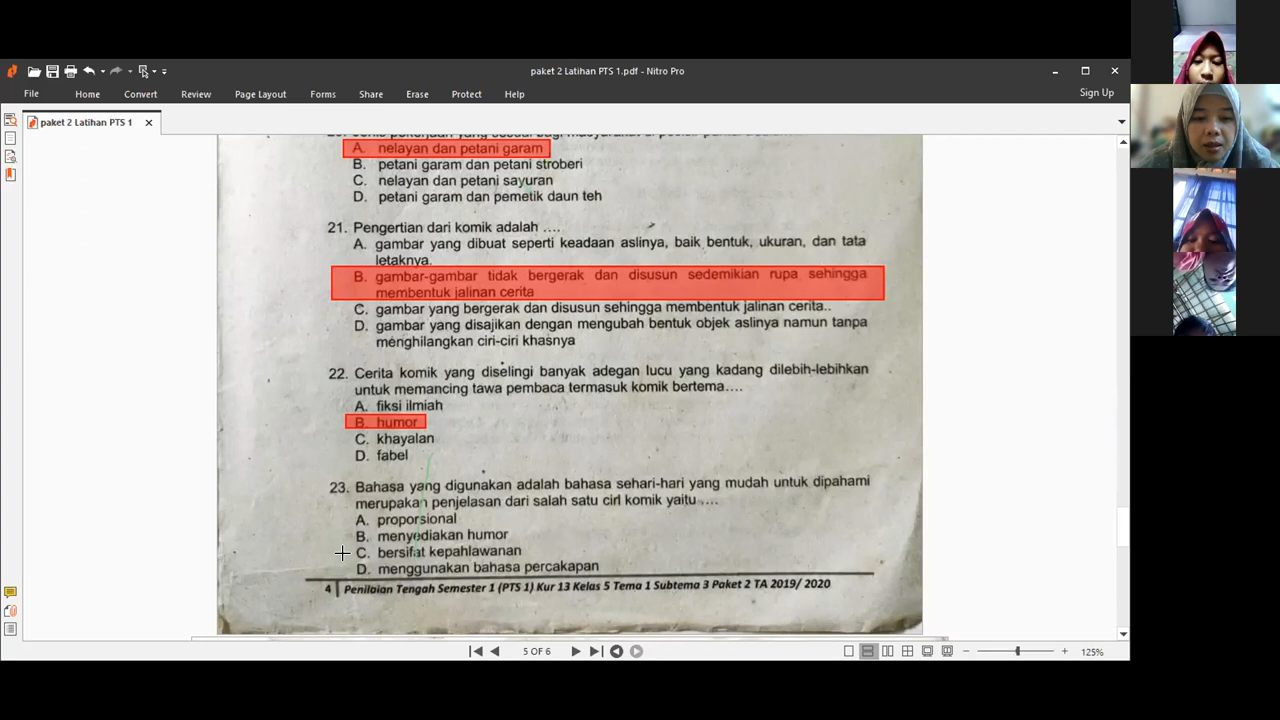 paket 2 Latihan PTS 1.pdf - Nitro Pro
File Home Convert Review Page Layout Forms Share Erase Protect Help
Sign Up
paket 2 Latihan PTS 1
A. nelayan dan petani garam
B. petani garam dan petani stroberi
C. nelayan dan petani sayuran
D. petani garam dan pemetik daun teh
21. Pengertian dari komik adalah ....
A. gambar yang dibuat seperti keadaan aslinya, baik bentuk, ukuran, dan tata
letaknya.
B. gambar-gambar tidak bergerak dan disusun sedemikian rupa sehingga
membentuk jalinan cerita
C. gambar yang bergerak dan disusun sehingga membentuk jalinan cerita..
D. gambar yang disajikan dengan mengubah bentuk objek aslinya namun tanpa
menghilangkan ciri-ciri khasnya
22. Cerita komik yang diselingi banyak adegan lucu yang kadang dilebih-lebihkan
untuk memancing tawa pembaca termasuk komik bertema....
A. fiksi ilmiah
B. humor
C. khayalan
D. fabel
23. Bahasa yang digunakan adalah bahasa sehari-hari yang mudah untuk dipahami
merupakan penjelasan dari salah satu ciri komik yaitu ....
A. proporsional
B. menyediakan humor
C. bersifat kepahlawanan
D. menggunakan bahasa percakapan
4 | Penilaian Tengah Semester 1 (PTS 1) Kur 13 Kelas 5 Tema 1 Subtema 3 Paket 2 TA 2019/ 2020
5 OF 6
125%